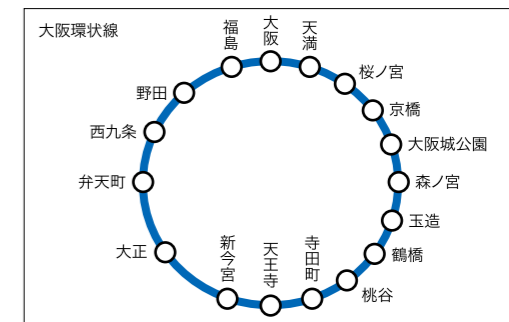 大阪環状線
大阪
天満
桜ノ宮
京橋
大阪城公園
森ノ宮
玉造
鶴橋
桃谷
寺田町
天王寺
新今宮
大正
弁天町
西九条
野田
福島